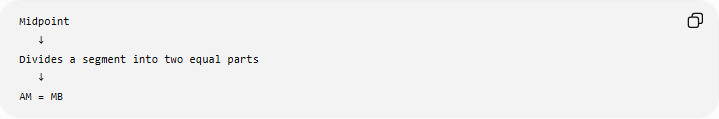 Midpoint
↓
Divides a segment into two equal parts
↓
AM = MB